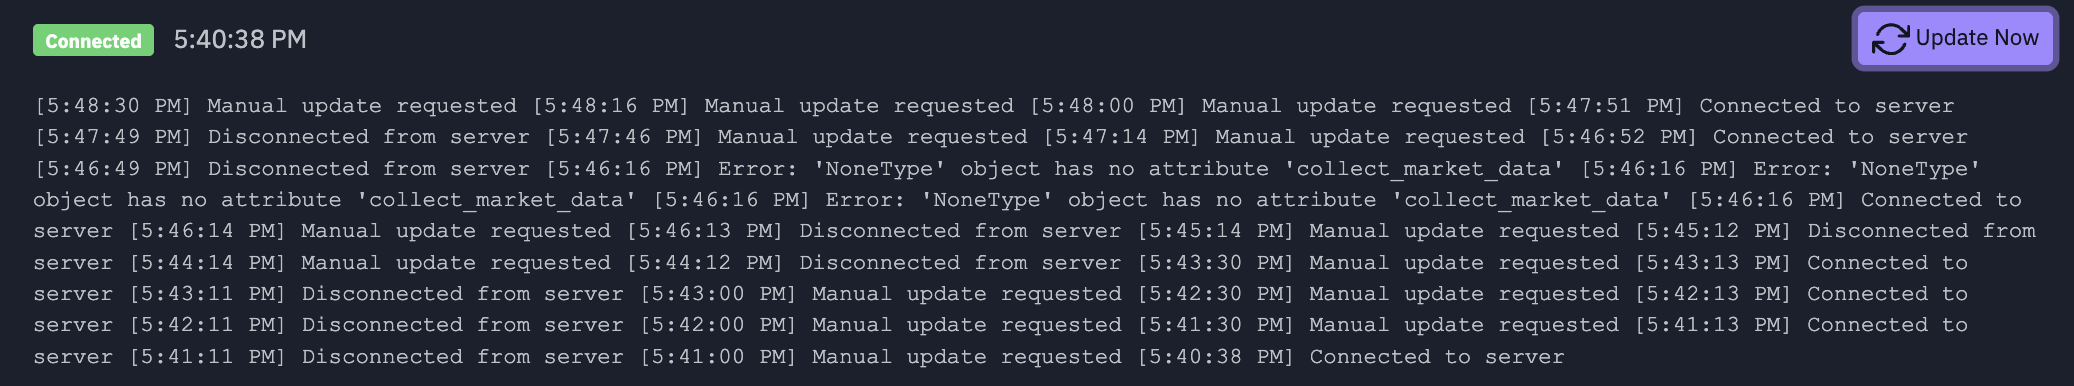 Connected 5:40:38 PM
Update Now
[5:48:30 PM] Manual update requested [5:48:16 PM] Manual update requested [5:48:00 PM] Manual update requested [5:47:51 PM] Connected to server
[5:47:49 PM] Disconnected from server [5:47:46 PM] Manual update requested [5:47:14 PM] Manual update requested [5:46:52 PM] Connected to server
[5:46:49 PM] Disconnected from server [5:46:16 PM] Error: 'NoneType' object has no attribute 'collect_market_data' [5:46:16 PM] Error: 'NoneType'
object has no attribute 'collect_market_data' [5:46:16 PM] Error: 'NoneType' object has no attribute 'collect_market_data' [5:46:16 PM] Connected to
server [5:46:14 PM] Manual update requested [5:46:13 PM] Disconnected from server [5:45:14 PM] Manual update requested [5:45:12 PM] Disconnected from
server [5:44:14 PM] Manual update requested [5:44:12 PM] Disconnected from server [5:43:30 PM] Manual update requested [5:43:13 PM] Connected to
server [5:43:11 PM] Disconnected from server [5:43:00 PM] Manual update requested [5:42:30 PM] Manual update requested [5:42:13 PM] Connected to
server [5:42:11 PM] Disconnected from server [5:42:00 PM] Manual update requested [5:41:30 PM] Manual update requested [5:41:13 PM] Connected to
server [5:41:11 PM] Disconnected from server [5:41:00 PM] Manual update requested [5:40:38 PM] Connected to server